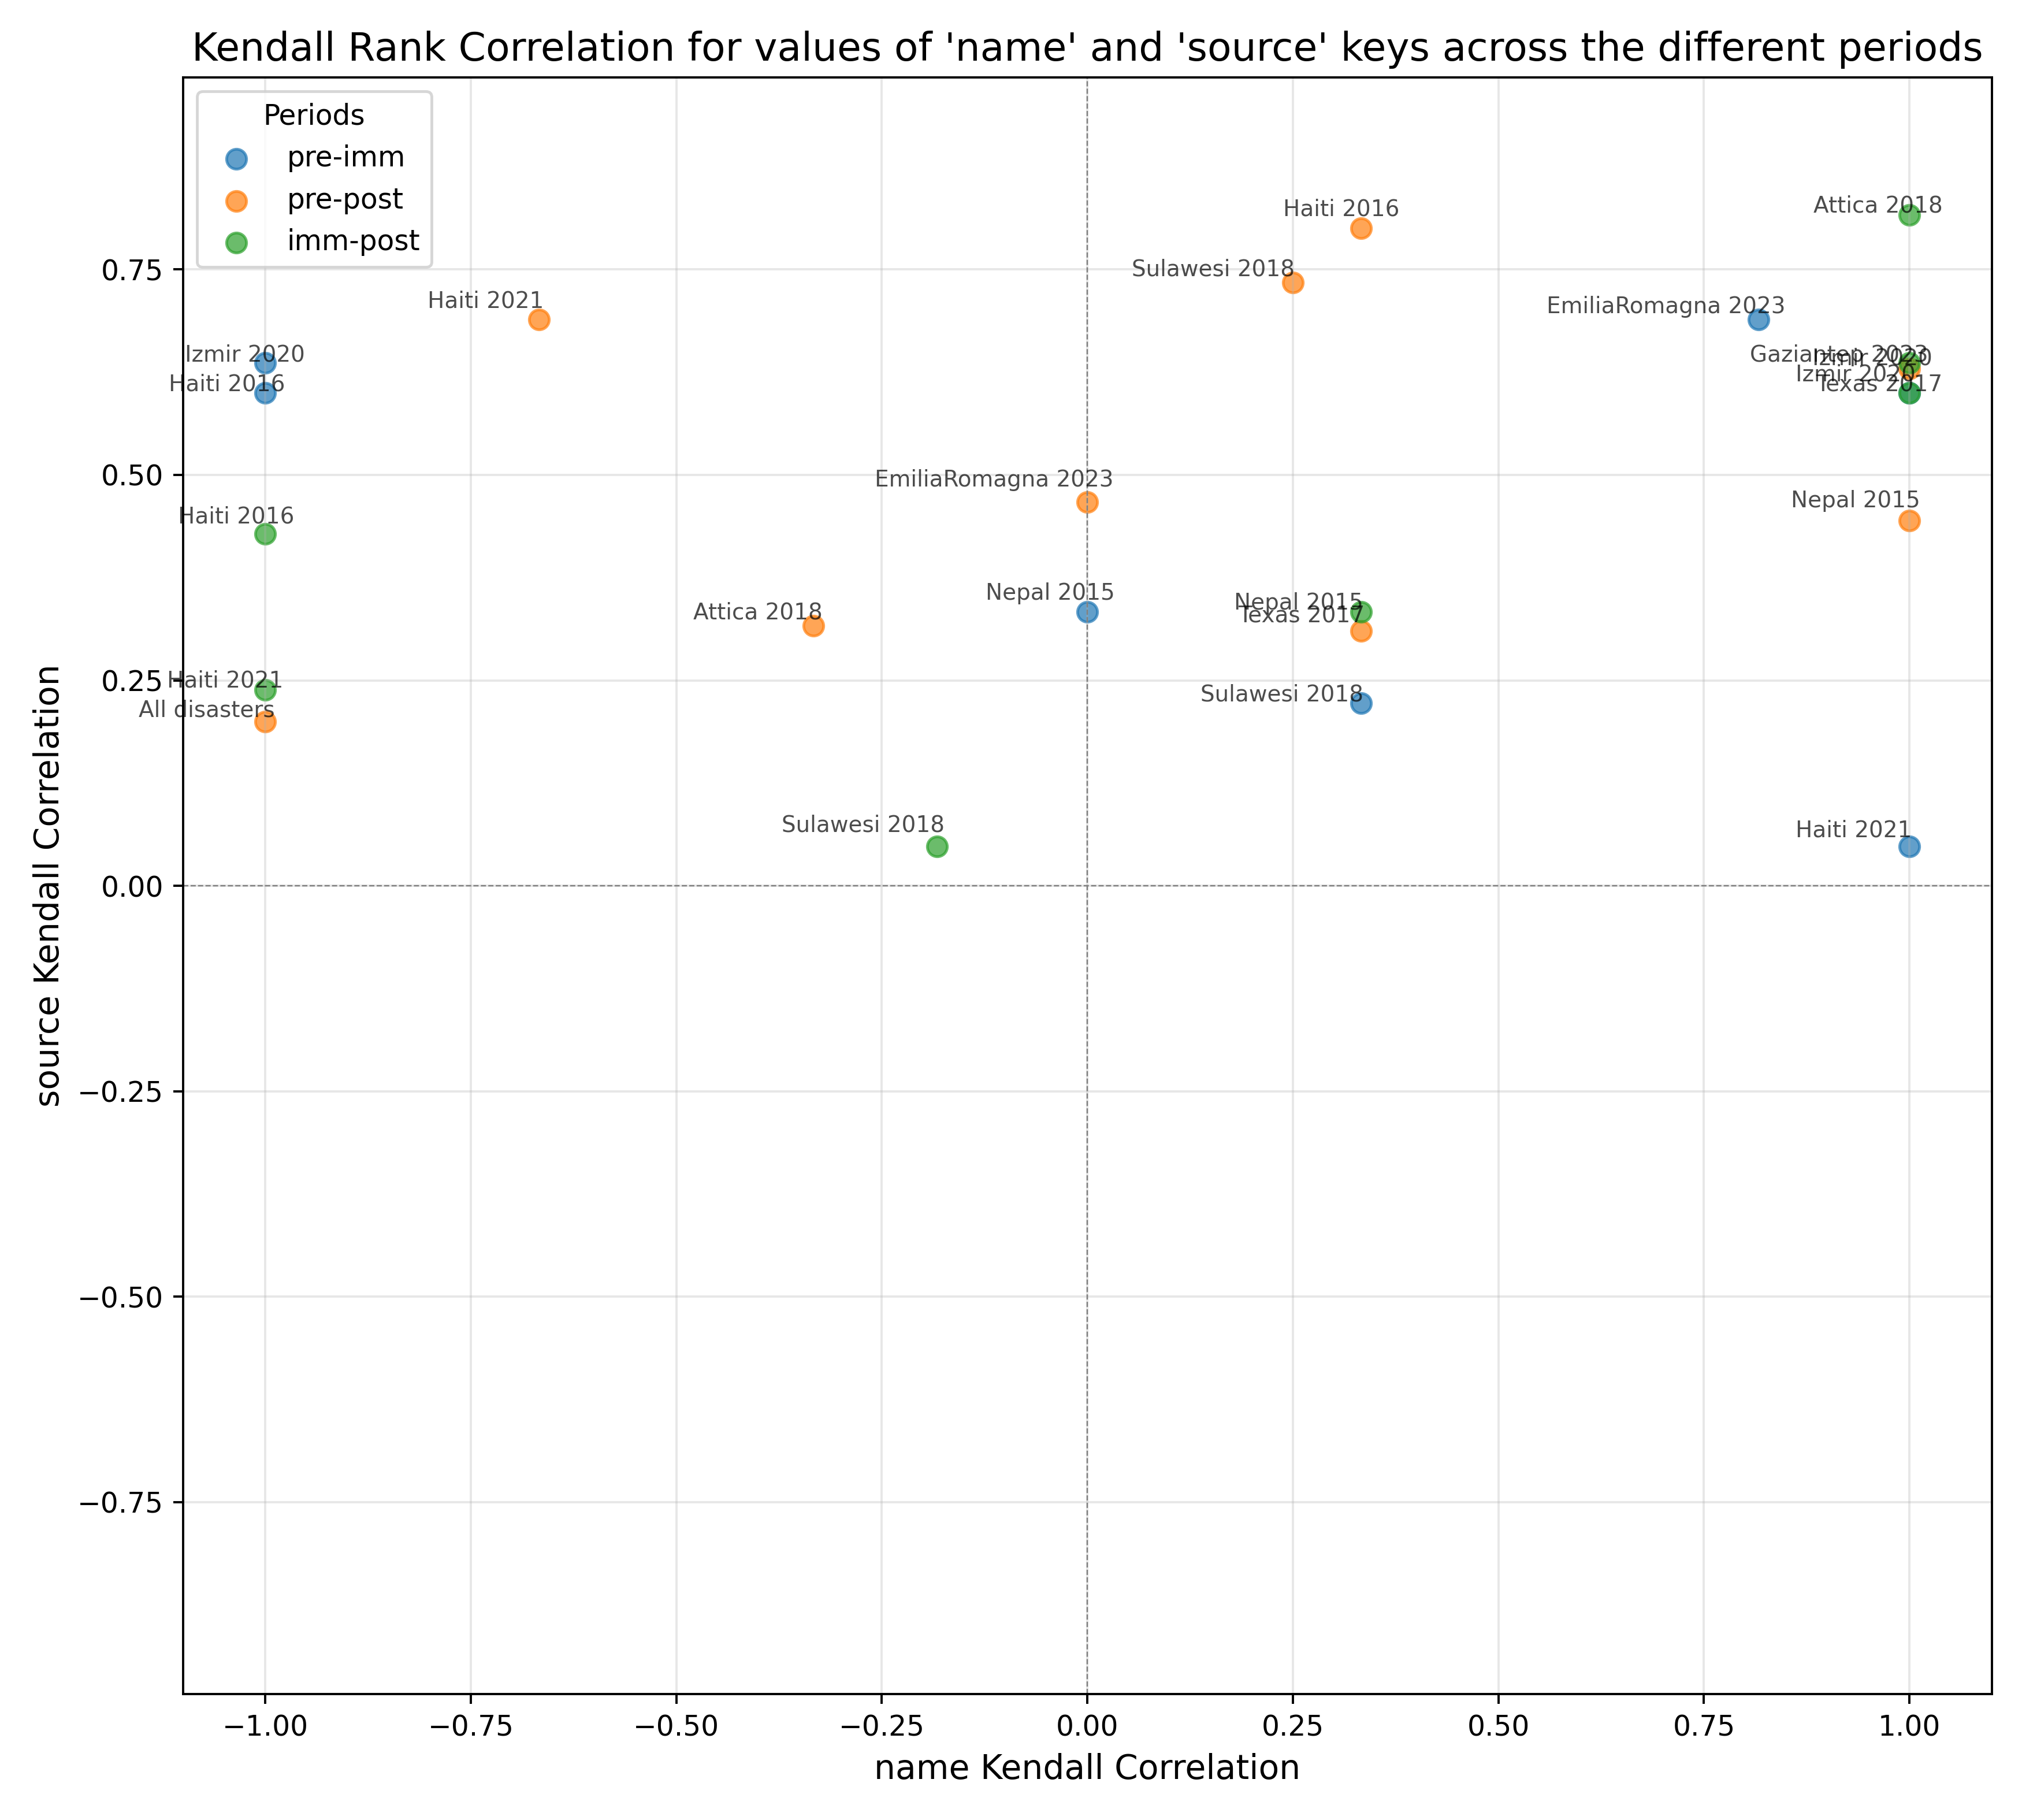 Kendall Rank Correlation for values of 'name' and 'source' keys across the different periods
Periods
pre-imm
pre-post
imm-post
Haiti 2016
Attica 2018
Sulawesi 2018
Haiti 2021
EmiliaRomagna 2023
Izmir 2020
Gaziantep 2023
Izmir 2020
Izmir 2020
Haiti 2016
Texas 2017
EmiliaRomagna 2023
Nepal 2015
Haiti 2016
Nepal 2015
Nepal 2015
Attica 2018
Texas 2017
Haiti 2021
Sulawesi 2018
All disasters
Sulawesi 2018
Haiti 2021
0.75
0.50
0.25
0.00
−0.25
−0.50
−0.75
source Kendall Correlation
−1.00
−0.75
−0.50
−0.25
0.00
0.25
0.50
0.75
1.00
name Kendall Correlation